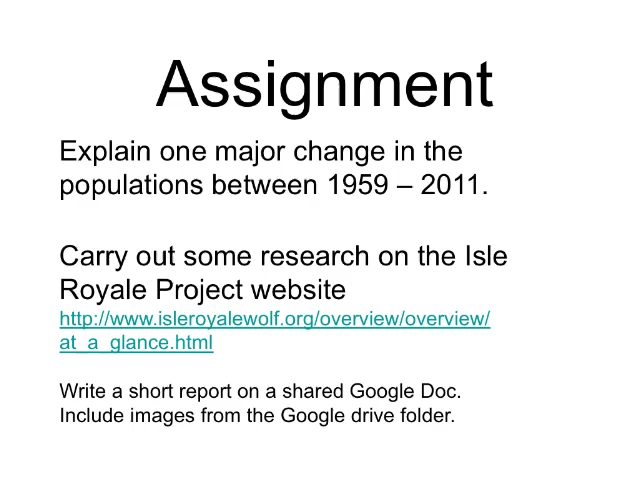 Assignment
Explain one major change in the
populations between 1959 – 2011.
Carry out some research on the Isle
Royale Project website
http://www.isleroyalewolf.org/overview/overview/
at_a_glance.html
Write a short report on a shared Google Doc.
Include images from the Google drive folder.